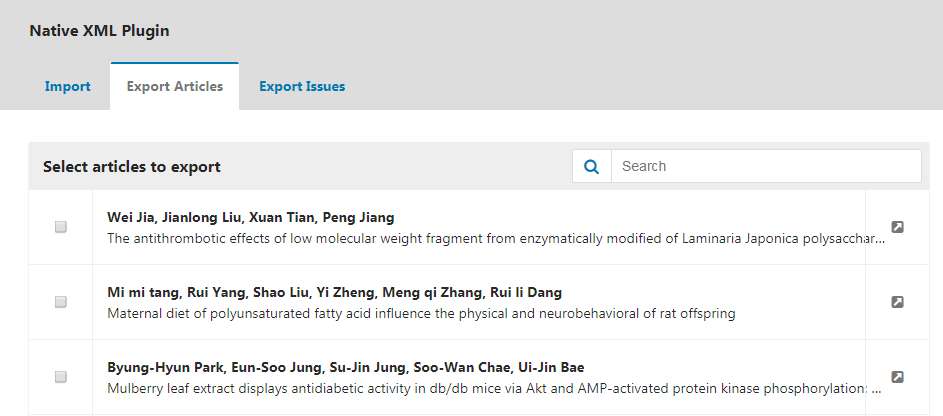 Native XML Plugin
Import
Export Articles
Export Issues
Select articles to export
Search
Wei Jia, Jianlong Liu, Xuan Tian, Peng Jiang
The antithrombotic effects of low molecular weight fragment from enzymatically modified of Laminaria Japonica polysacchar...
Mi mi tang, Rui Yang, Shao Liu, Yi Zheng, Meng qi Zhang, Rui li Dang
Maternal diet of polyunsaturated fatty acid influence the physical and neurobehavioral of rat offspring
Byung-Hyun Park, Eun-Soo Jung, Su-Jin Jung, Soo-Wan Chae, Ui-Jin Bae
Mulberry leaf extract displays antidiabetic activity in db/db mice via Akt and AMP-activated protein kinase phosphorylation: ...